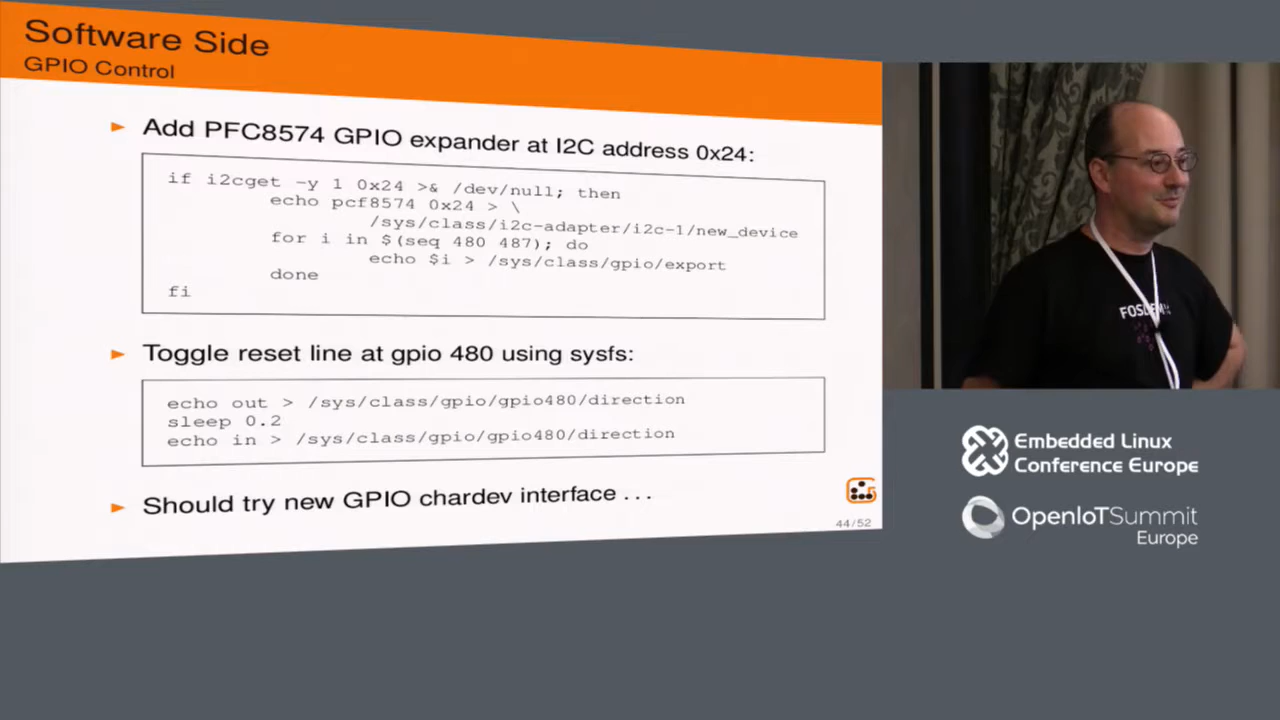 Software Side
GPIO Control
► Add PFC8574 GPIO expander at I2C address 0x24:
if i2cget -y 1 0x24 >& /dev/null; then
echo pcf8574 0x24 > \
/sys/class/i2c-adapter/i2c-1/new_device
for i in $(seq 480 487); do
echo $i > /sys/class/gpio/export
done
fi
► Toggle reset line at gpio 480 using sysfs:
echo out > /sys/class/gpio/gpio480/direction
sleep 0.2
echo in > /sys/class/gpio/gpio480/direction
► Should try new GPIO chardev interface ...
44/52
Embedded Linux
Conference Europe
OpenIoTSummit
Europe